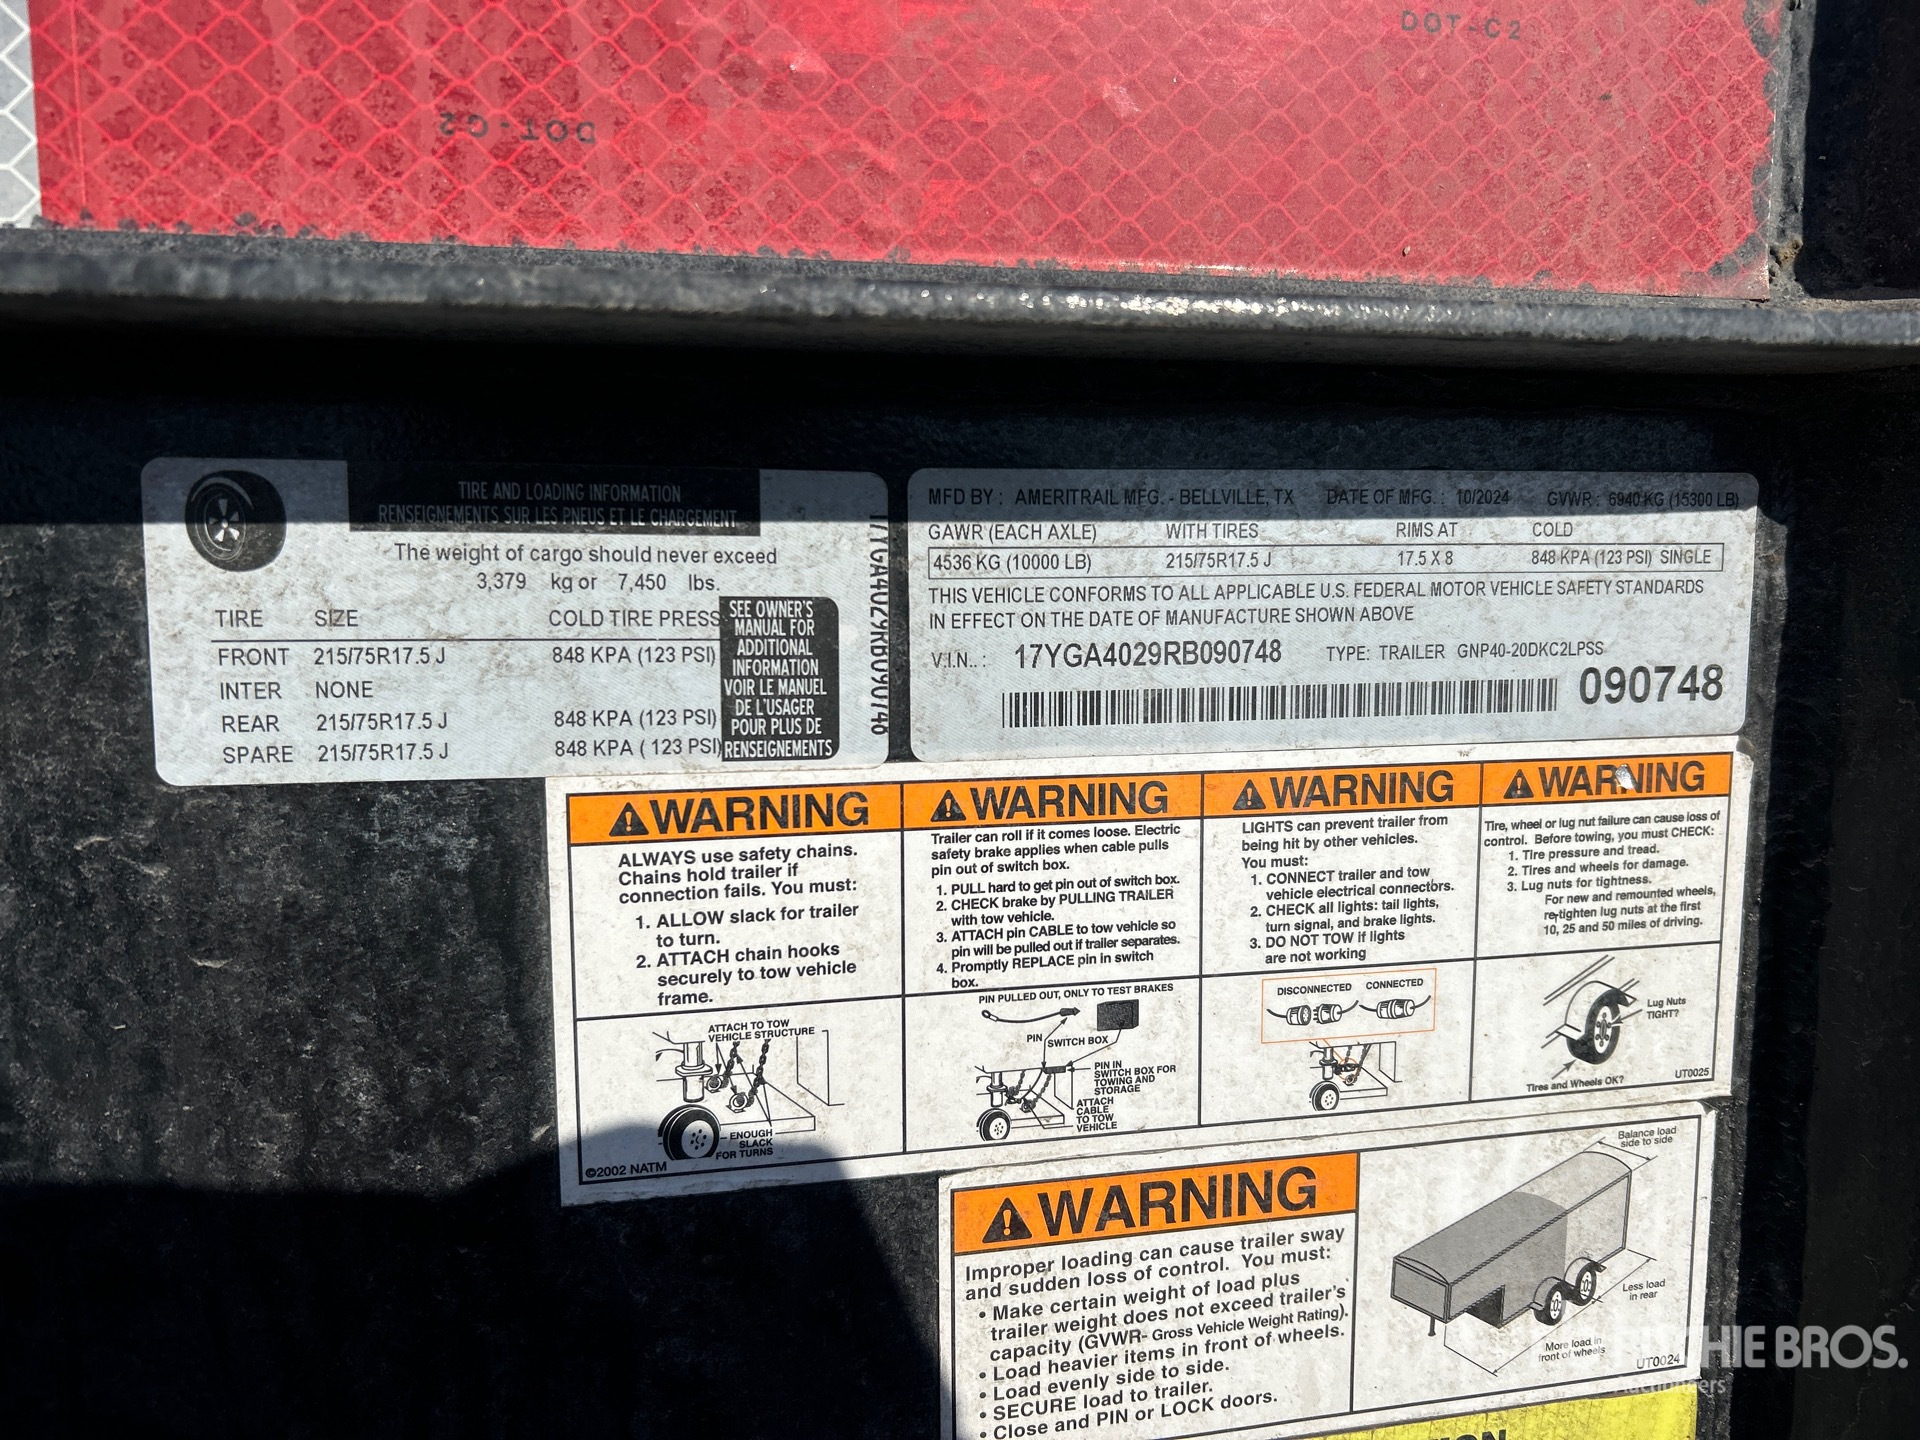 DOT-C2
DOT-C2
TIRE AND LOADING INFORMATION
RENSEIGNEMENTS SUR LES PNEUS ET LE CHARGEMENT
The weight of cargo should never exceed
3,379 kg or 7,450 lbs.
TIRE SIZE COLD TIRE PRESS
FRONT 215/75R17.5 J 848 KPA (123 PSI)
INTER NONE
REAR 215/75R17.5 J 848 KPA (123 PSI)
SPARE 215/75R17.5 J 848 KPA ( 123 PSI)
SEE OWNER'S
MANUAL FOR
ADDITIONAL
INFORMATION
VOIR LE MANUEL
DE L'USAGER
POUR PLUS DE
RENSEIGNEMENTS
17YGA4029RB090748
MFD BY : AMERITRAIL MFG. - BELLVILLE, TX DATE OF MFG. : 10/2024 GVWR : 6940 KG (15300 LB)
GAWR (EACH AXLE) WITH TIRES RIMS AT COLD
4536 KG (10000 LB) 215/75R17.5 J 17.5 X 8 848 KPA (123 PSI) SINGLE
THIS VEHICLE CONFORMS TO ALL APPLICABLE U.S. FEDERAL MOTOR VEHICLE SAFETY STANDARDS
IN EFFECT ON THE DATE OF MANUFACTURE SHOWN ABOVE
V.I.N.. : 17YGA4029RB090748 TYPE: TRAILER GNP40-20DKC2LPSS
090748
WARNING
ALWAYS use safety chains.
Chains hold trailer if
connection fails. You must:
1. ALLOW slack for trailer
to turn.
2. ATTACH chain hooks
securely to tow vehicle
frame.
ATTACH TO TOW
VEHICLE STRUCTURE
ENOUGH
SLACK
FOR TURNS
©2002 NATM
WARNING
Trailer can roll if it comes loose. Electric
safety brake applies when cable pulls
pin out of switch box.
1. PULL hard to get pin out of switch box.
2. CHECK brake by PULLING TRAILER
with tow vehicle.
3. ATTACH pin CABLE to tow vehicle so
pin will be pulled out if trailer separates.
4. Promptly REPLACE pin in switch
box.
PIN PULLED OUT, ONLY TO TEST BRAKES
PIN
SWITCH BOX
PIN IN
SWITCH BOX FOR
TOWING AND
STORAGE
ATTACH
CABLE
TO TOW
VEHICLE
WARNING
LIGHTS can prevent trailer from
being hit by other vehicles.
You must:
1. CONNECT trailer and tow
vehicle electrical connectors.
2. CHECK all lights: tail lights,
turn signal, and brake lights.
3. DO NOT TOW if lights
are not working
DISCONNECTED CONNECTED
WARNING
Tire, wheel or lug nut failure can cause loss of
control. Before towing, you must CHECK:
1. Tire pressure and tread.
2. Tires and wheels for damage.
3. Lug nuts for tightness.
For new and remounted wheels,
re-tighten lug nuts at the first
10, 25 and 50 miles of driving.
Lug Nuts
TIGHT?
Tires and Wheels OK?
UT0025
WARNING
Improper loading can cause trailer sway
and sudden loss of control. You must:
• Make certain weight of load plus
trailer weight does not exceed trailer's
capacity (GVWR- Gross Vehicle Weight Rating).
• Load heavier items in front of wheels.
• Load evenly side to side.
• SECURE load to trailer.
• Close and PIN or LOCK doors.
Balance load
side to side
Less load
in rear
More load in
front of wheels
UT0024
RITCHIE BROS.
Auctioneers